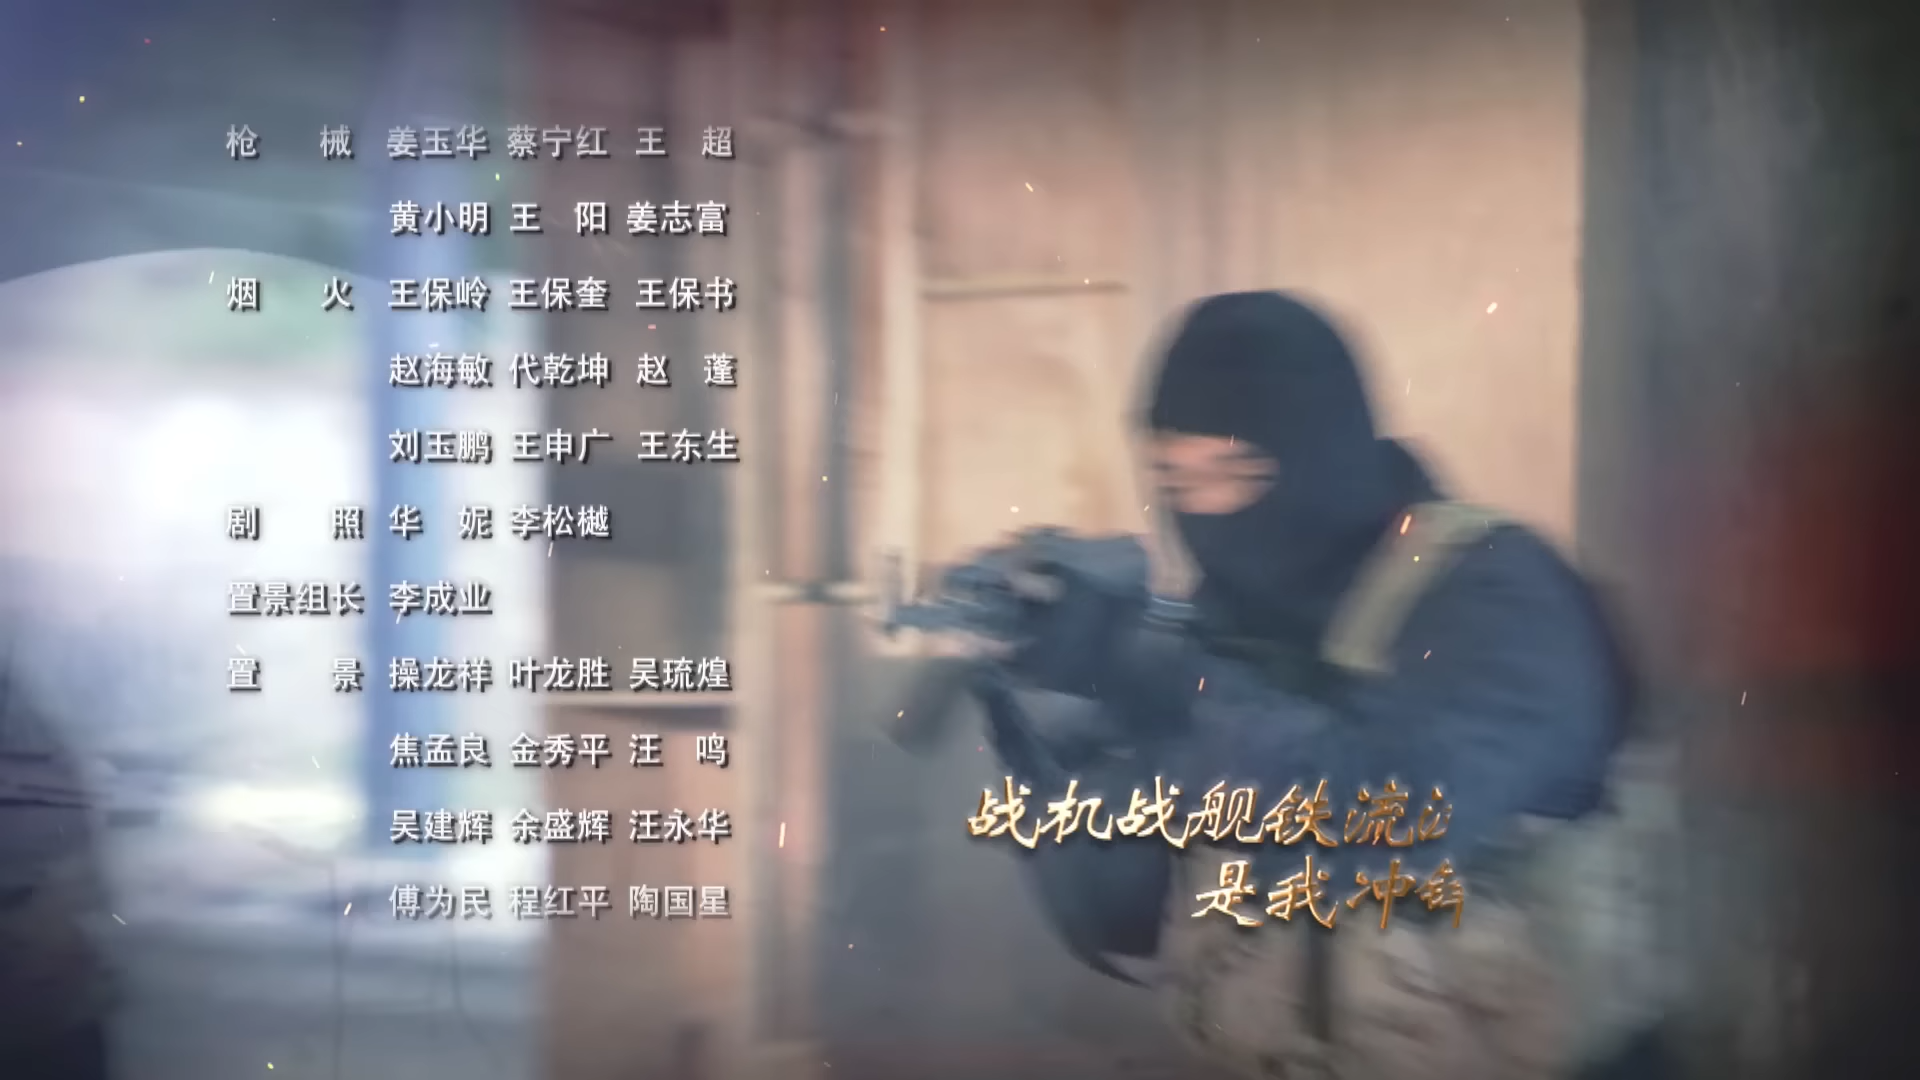 枪 械 姜玉华 蔡宁红 王 超
黄小明 王 阳 姜志富
烟 火 王保岭 王保奎 王保书
赵海敏 代乾坤 赵 蓬
刘玉鹏 王申广 王东生
剧 照 华 妮 李松樾
置景组长 李成业
置 景 操龙祥 叶龙胜 吴琉煌
焦孟良 金秀平 汪 鸣
吴建辉 余盛辉 汪永华
傅为民 程红平 陶国星
战机战舰铁流
是我冲锋